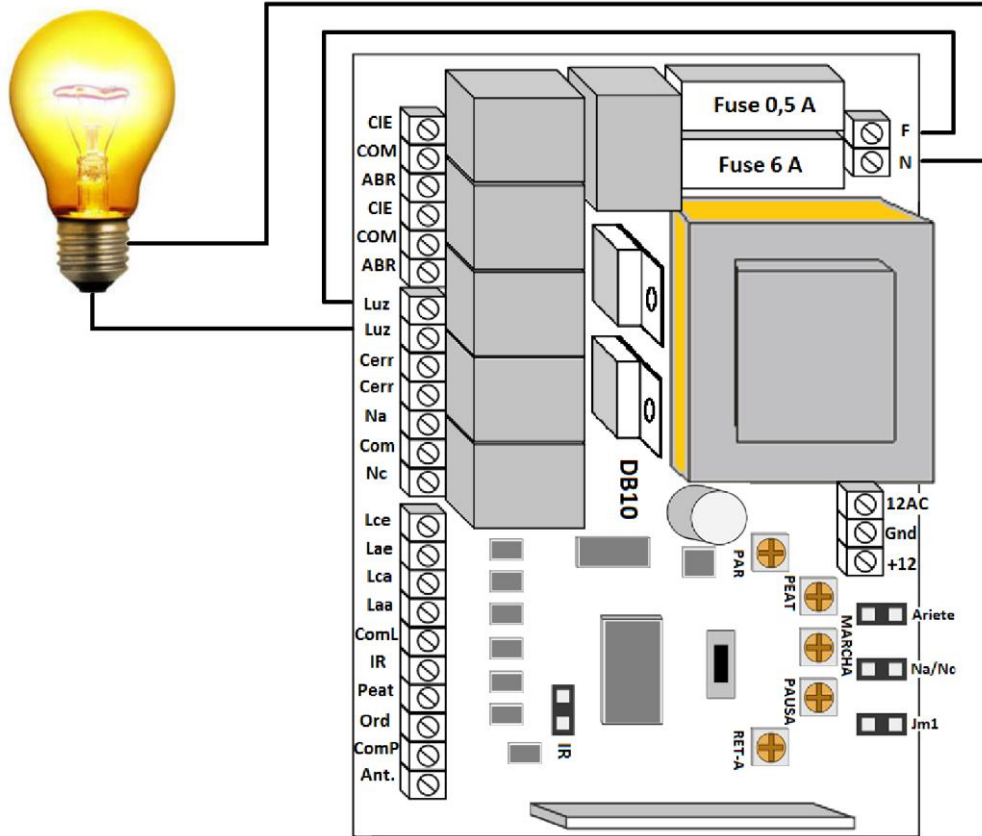 CIE
COM
ABR
CIE
COM
ABR
Luz
Luz
Cerr
Cerr
Na
Com
Nc
Lce
Lae
Lca
Laa
ComL
IR
Peat
Ord
ComP
Ant.
Fuse 0,5 A
Fuse 6 A
F
N
DB10
12AC
Gnd
+12
PAR
PEAT
MARCHA
PAUSA
RET-A
Ariete
Na/Nc
Jm1
IR